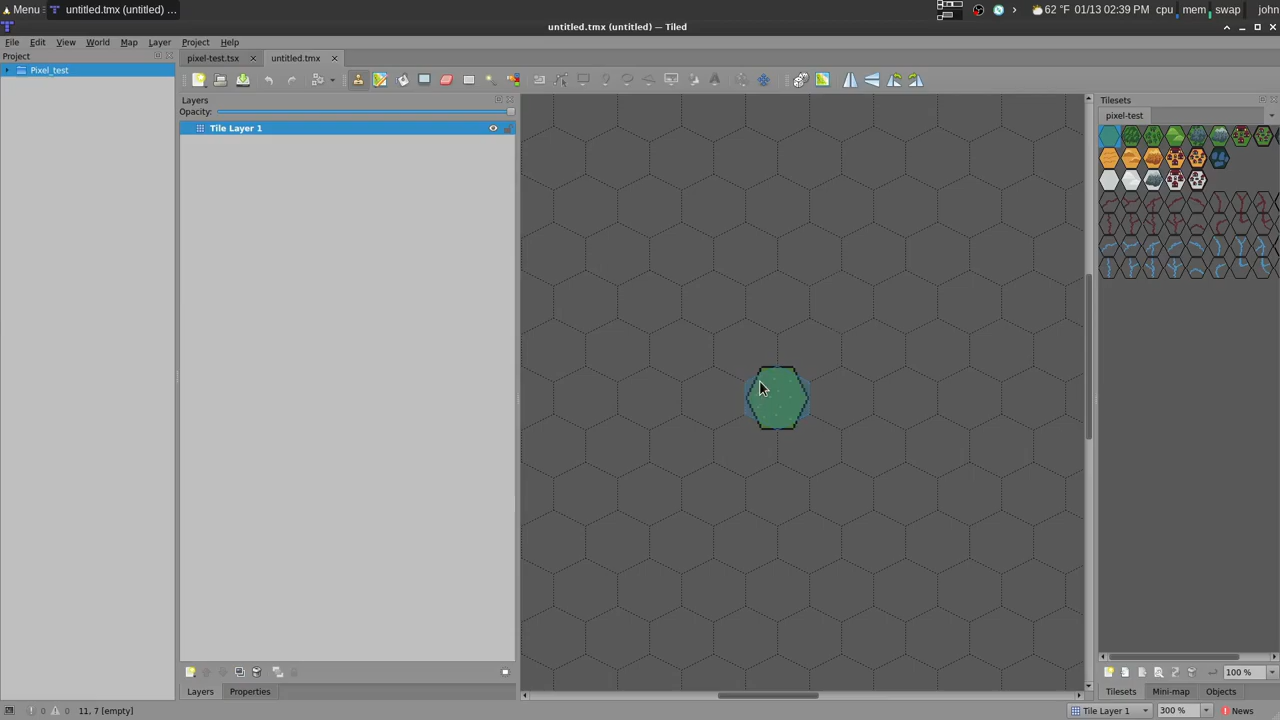 Menu untitled.tmx (untitled) ... 62 °F 01/13 02:39 PM cpu mem swap john
untitled.tmx (untitled) — Tiled
File Edit View World Map Layer Project Help
Project
pixel-test.tsx untitled.tmx
Pixel_test
Layers
Opacity:
Tile Layer 1
Tilesets
pixel-test
100 %
Layers Properties
Tilesets Mini-map Objects
0 0 11, 7 [empty] Tile Layer 1 300 % News